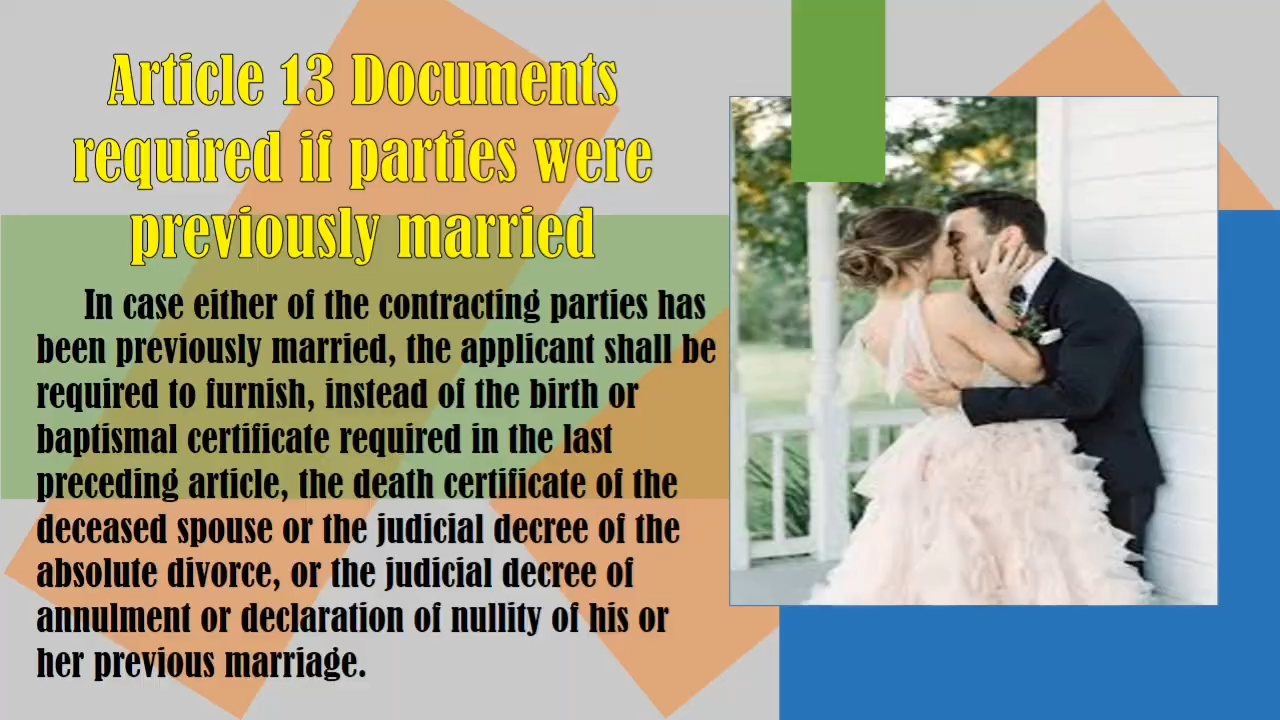 Article 13 Documents
required if parties were
previously married
In case either of the contracting parties has
been previously married, the applicant shall be
required to furnish, instead of the birth or
baptismal certificate required in the last
preceding article, the death certificate of the
deceased spouse or the judicial decree of the
absolute divorce, or the judicial decree of
annulment or declaration of nullity of his or
her previous marriage.